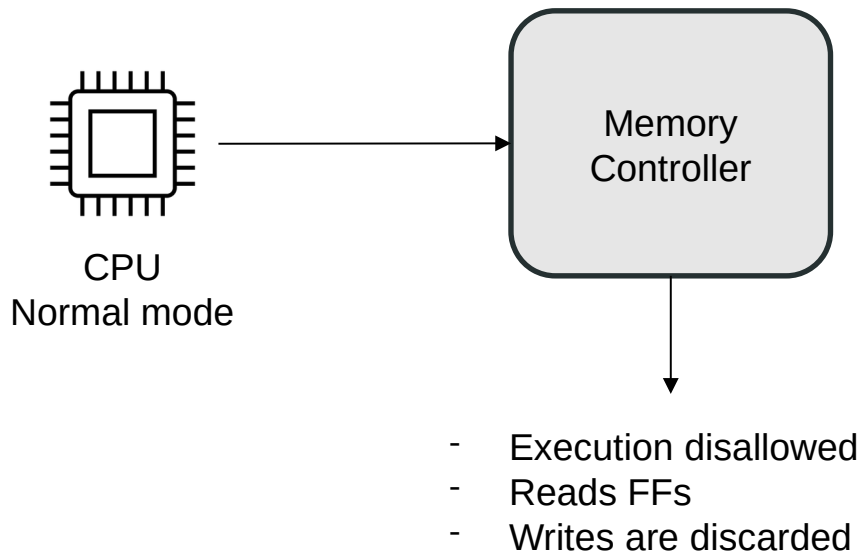 Memory
Controller
CPU
Normal mode
- Execution disallowed
- Reads FFs
- Writes are discarded